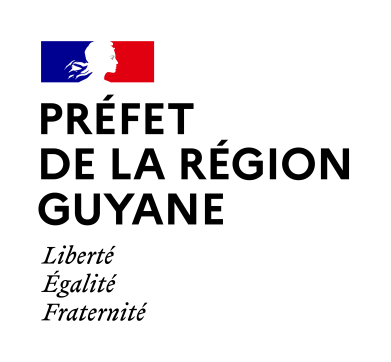 PRÉFET
DE LA RÉGION
GUYANE
Liberté
Égalité
Fraternité